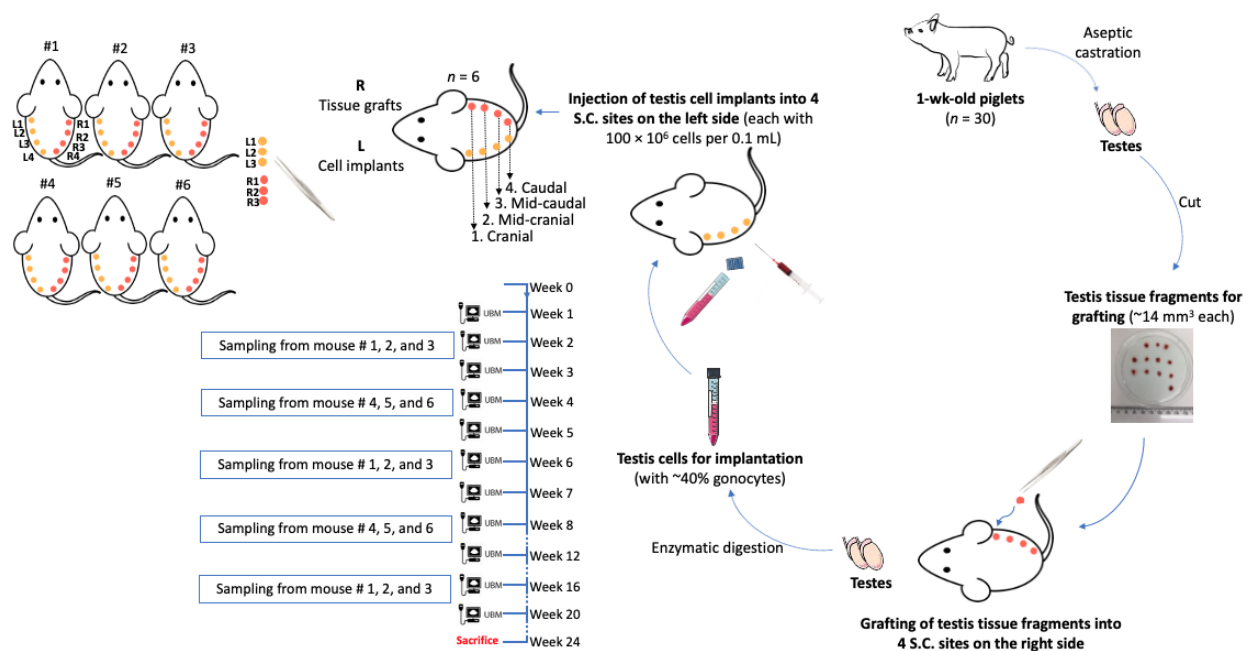 #1
#2
#3
L1
L2
L3
L4
R1
R2
R3
R4
L1
L2
L3
R1
R2
R3
#4
#5
#6
R
Tissue grafts
L
Cell implants
n = 6
4. Caudal
3. Mid-caudal
2. Mid-cranial
1. Cranial
Injection of testis cell implants into 4
S.C. sites on the left side (each with
100 × 10⁶ cells per 0.1 mL)
1-wk-old piglets
(n = 30)
Aseptic
castration
Testes
Cut
Testis tissue fragments for
grafting (~14 mm³ each)
Grafting of testis tissue fragments into
4 S.C. sites on the right side
Testes
Enzymatic digestion
Testis cells for implantation
(with ~40% gonocytes)
Week 0
UBM Week 1
Sampling from mouse # 1, 2, and 3 UBM Week 2
UBM Week 3
Sampling from mouse # 4, 5, and 6 UBM Week 4
UBM Week 5
Sampling from mouse # 1, 2, and 3 UBM Week 6
UBM Week 7
Sampling from mouse # 4, 5, and 6 UBM Week 8
UBM Week 12
Sampling from mouse # 1, 2, and 3 UBM Week 16
UBM Week 20
Sacrifice Week 24